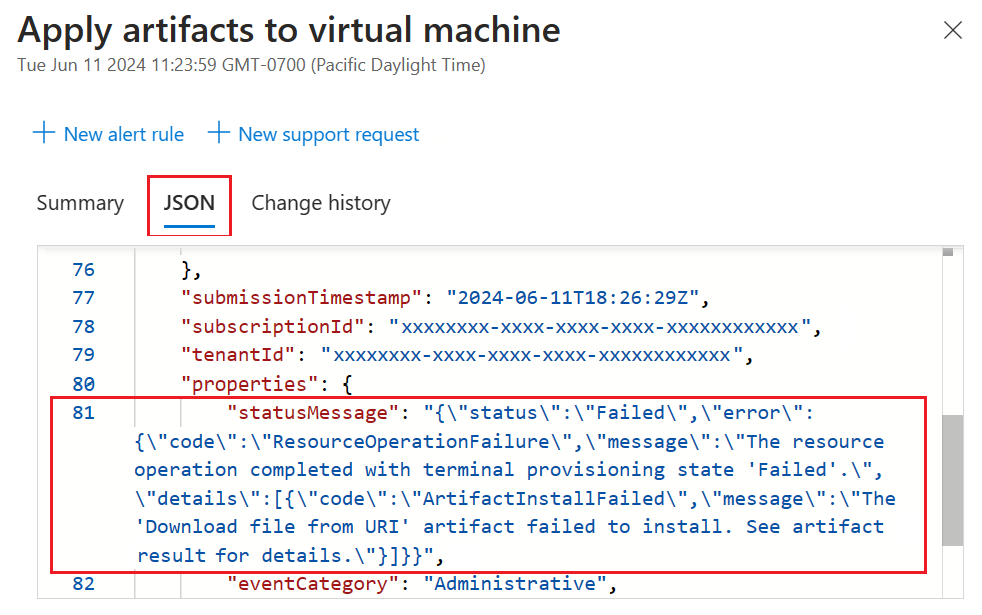 Apply artifacts to virtual machine
Tue Jun 11 2024 11:23:59 GMT-0700 (Pacific Daylight Time)
New alert rule New support request
Summary JSON Change history
76 },
77 "submissionTimestamp": "2024-06-11T18:26:29Z",
78 "subscriptionId": "xxxxxxxx-xxxx-xxxx-xxxx-xxxxxxxxxxxx",
79 "tenantId": "xxxxxxxx-xxxx-xxxx-xxxx-xxxxxxxxxxxx",
80 "properties": {
81 "statusMessage": "{\"status\":\"Failed\",\"error\":
{\"code\":\"ResourceOperationFailure\",\"message\":\"The resource
operation completed with terminal provisioning state 'Failed'.\",
\"details\":[{\"code\":\"ArtifactInstallFailed\",\"message\":\"The
'Download file from URI' artifact failed to install. See artifact
result for details.\"}]}}",
82 "eventCategory": "Administrative",